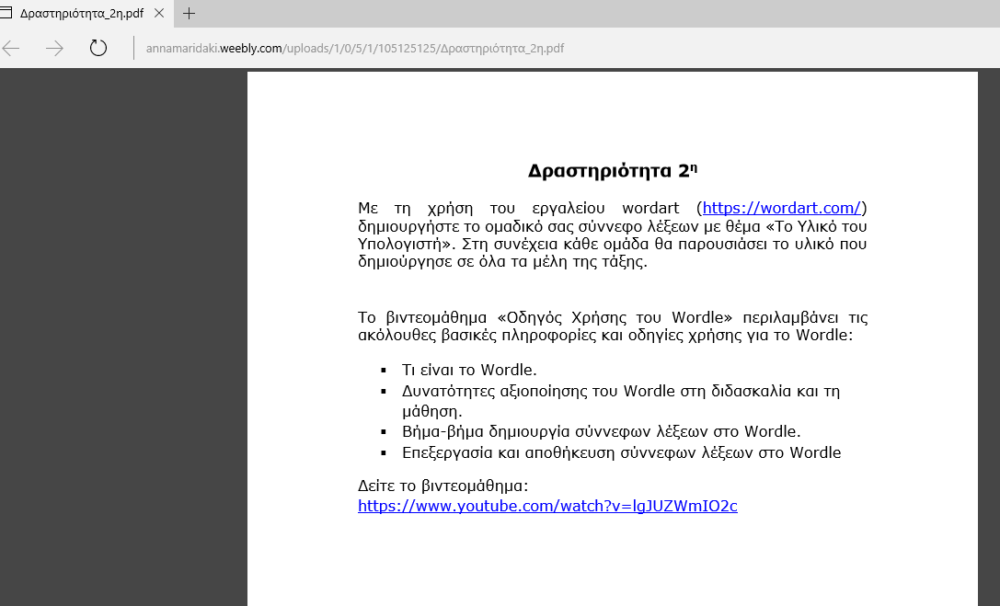 Δραστηριότητα_2η.pdf
annamaridaki.weebly.com/uploads/1/0/5/1/105125125/Δραστηριότητα_2η.pdf
Δραστηριότητα 2η
Με τη χρήση του εργαλείου wordart (https://wordart.com/)
δημιουργήστε το ομαδικό σας σύννεφο λέξεων με θέμα «Το Υλικό του
Υπολογιστή». Στη συνέχεια κάθε ομάδα θα παρουσιάσει το υλικό που
δημιούργησε σε όλα τα μέλη της τάξης.
Το βιντεομάθημα «Οδηγός Χρήσης του Wordle» περιλαμβάνει τις
ακόλουθες βασικές πληροφορίες και οδηγίες χρήσης για το Wordle:
▪ Τι είναι το Wordle.
▪ Δυνατότητες αξιοποίησης του Wordle στη διδασκαλία και τη
μάθηση.
▪ Βήμα-βήμα δημιουργία σύννεφων λέξεων στο Wordle.
▪ Επεξεργασία και αποθήκευση σύννεφων λέξεων στο Wordle
Δείτε το βιντεομάθημα:
https://www.youtube.com/watch?v=lgJUZWmIO2c